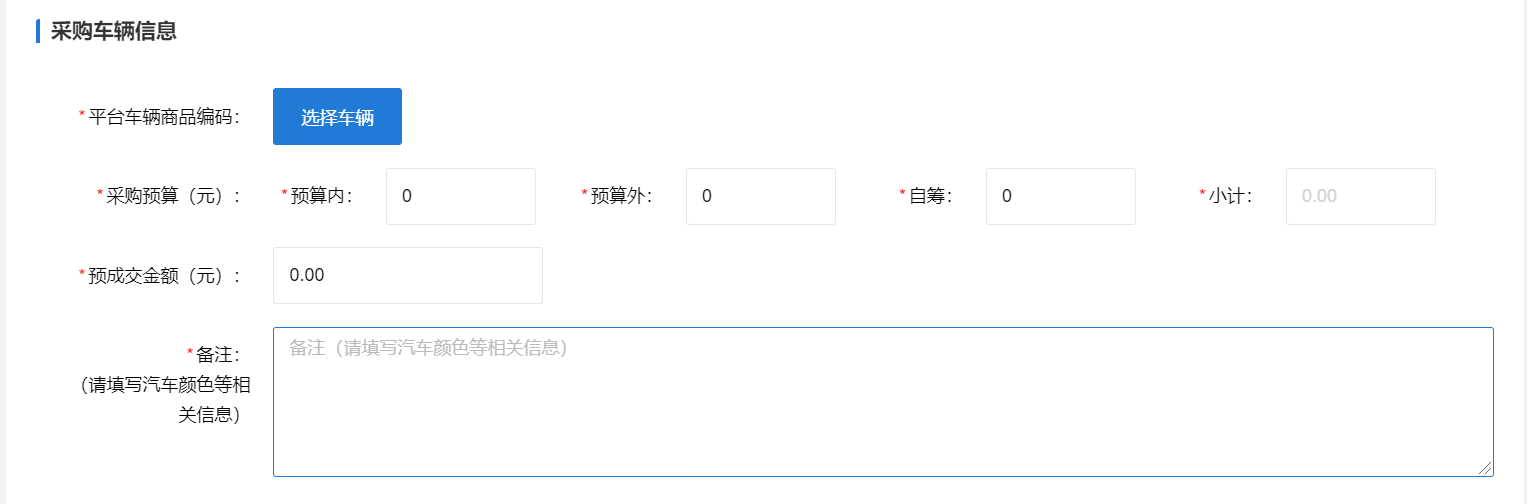 采购车辆信息
*平台车辆商品编码： 选择车辆
*采购预算（元）： *预算内： 0 *预算外： 0 *自筹： 0 *小计： 0.00
*预成交金额（元）： 0.00
*备注： 备注（请填写汽车颜色等相关信息）
（请填写汽车颜色等相
关信息）